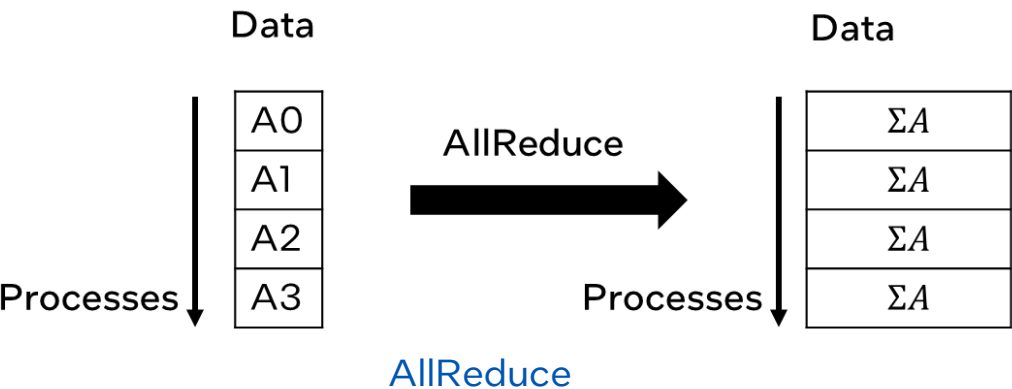 Data
Data
A0
A1
A2
A3
Processes
AllReduce
ΣA
ΣA
ΣA
ΣA
Processes
AllReduce